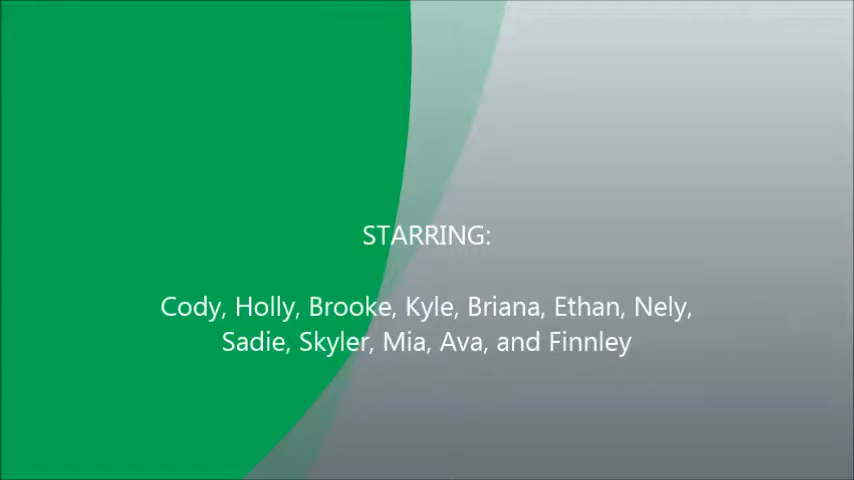 STARRING:
Cody, Holly, Brooke, Kyle, Briana, Ethan, Nely,
Sadie, Skyler, Mia, Ava, and Finnley